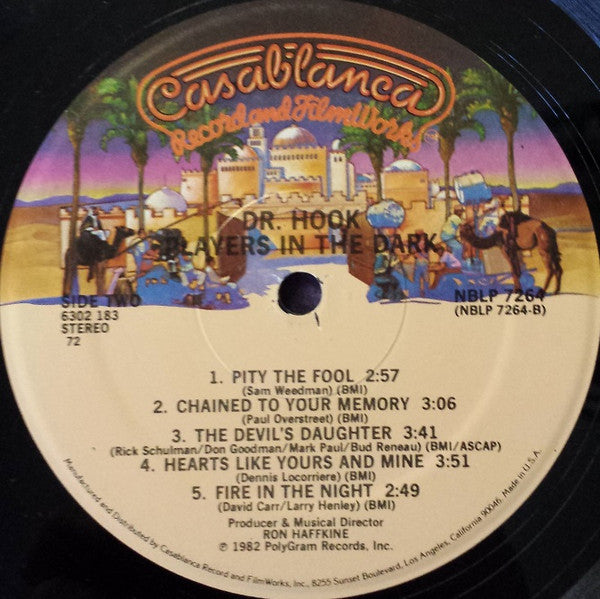 Casablanca
Record and FilmWorks
DR. HOOK
PLAYERS IN THE DARK
SIDE TWO
6302 183
STEREO
72
NBLP 7264
(NBLP 7264-B)
1. PITY THE FOOL 2:57
(Sam Weedman) (BMI)
2. CHAINED TO YOUR MEMORY 3:06
(Paul Overstreet) (BMI)
3. THE DEVIL'S DAUGHTER 3:41
(Rick Schulman/Don Goodman/Mark Paul/Bud Reneau) (BMI/ASCAP)
4. HEARTS LIKE YOURS AND MINE 3:51
(Dennis Locorriere) (BMI)
5. FIRE IN THE NIGHT 2:49
(David Carr/Larry Henley) (BMI)
Producer & Musical Director
RON HAFFKINE
℗ 1982 PolyGram Records, Inc.
Manufactured and Distributed by Casablanca Record and FilmWorks, Inc., 8255 Sunset Boulevard, Los Angeles, California 90046. Made in U.S.A.